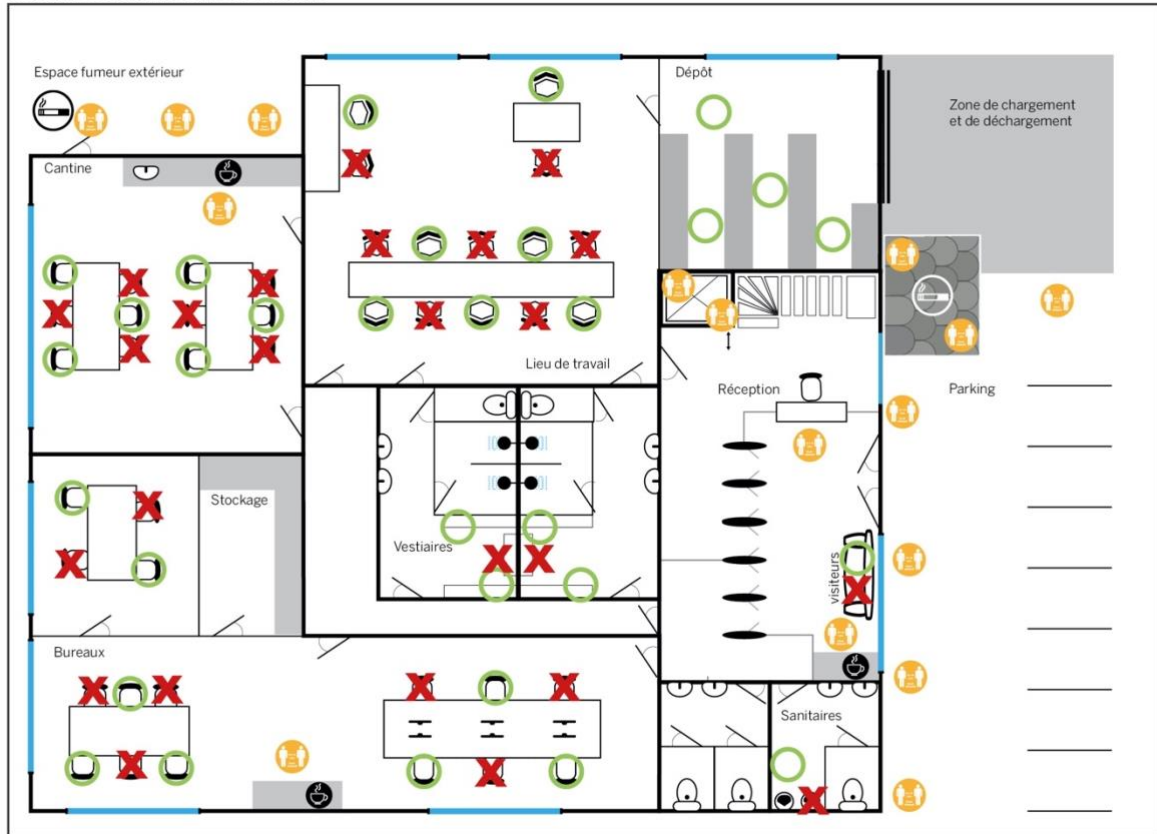 Espace fumeur extérieur
Dépôt
Zone de chargement
et de déchargement
Cantine
Lieu de travail
Réception
Parking
Stockage
Vestiaires
visiteurs
Bureaux
Sanitaires